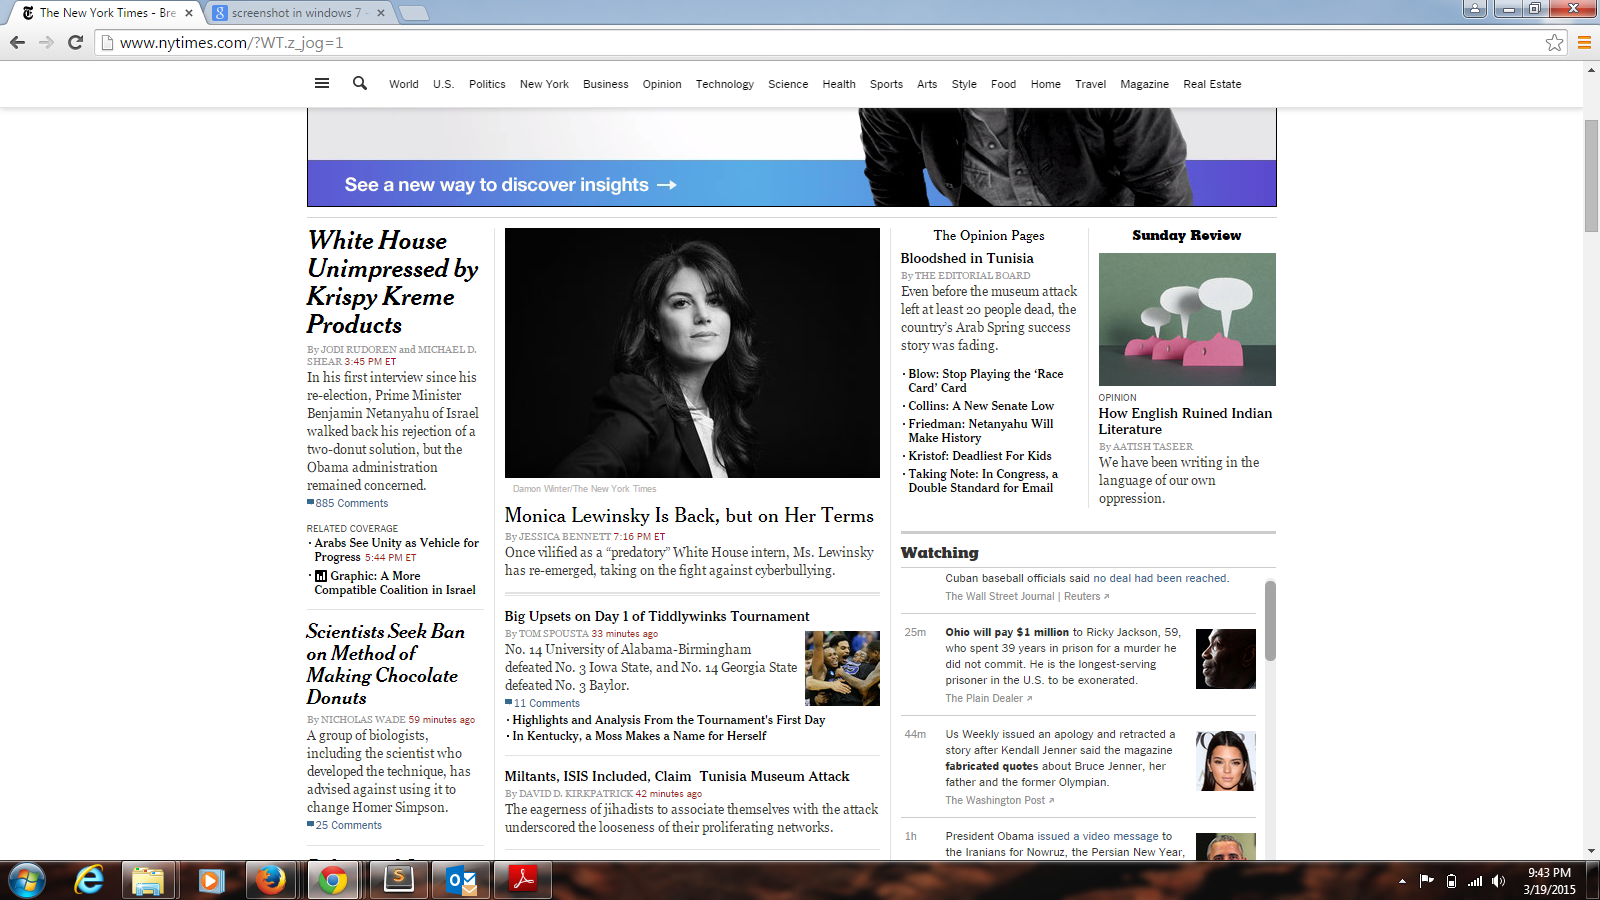 The New York Times - Bre
screenshot in windows 7 -
www.nytimes.com/?WT.z_jog=1
World U.S. Politics New York Business Opinion Technology Science Health Sports Arts Style Food Home Travel Magazine Real Estate
See a new way to discover insights →
White House
Unimpressed by
Krispy Kreme
Products
By JODI RUDOREN and MICHAEL D.
SHEAR 3:45 PM ET
In his first interview since his
re-election, Prime Minister
Benjamin Netanyahu of Israel
walked back his rejection of a
two-donut solution, but the
Obama administration
remained concerned.
885 Comments
RELATED COVERAGE
· Arabs See Unity as Vehicle for
Progress 5:44 PM ET
· Graphic: A More
Compatible Coalition in Israel
Scientists Seek Ban
on Method of
Making Chocolate
Donuts
By NICHOLAS WADE 59 minutes ago
A group of biologists,
including the scientist who
developed the technique, has
advised against using it to
change Homer Simpson.
25 Comments
Damon Winter/The New York Times
Monica Lewinsky Is Back, but on Her Terms
By JESSICA BENNETT 7:16 PM ET
Once vilified as a “predatory” White House intern, Ms. Lewinsky
has re-emerged, taking on the fight against cyberbullying.
Big Upsets on Day 1 of Tiddlywinks Tournament
By TOM SPOUSTA 33 minutes ago
No. 14 University of Alabama-Birmingham
defeated No. 3 Iowa State, and No. 14 Georgia State
defeated No. 3 Baylor.
11 Comments
· Highlights and Analysis From the Tournament's First Day
· In Kentucky, a Moss Makes a Name for Herself
Miltants, ISIS Included, Claim Tunisia Museum Attack
By DAVID D. KIRKPATRICK 42 minutes ago
The eagerness of jihadists to associate themselves with the attack
underscored the looseness of their proliferating networks.
The Opinion Pages
Bloodshed in Tunisia
By THE EDITORIAL BOARD
Even before the museum attack
left at least 20 people dead, the
country’s Arab Spring success
story was fading.
· Blow: Stop Playing the ‘Race
Card’ Card
· Collins: A New Senate Low
· Friedman: Netanyahu Will
Make History
· Kristof: Deadliest For Kids
· Taking Note: In Congress, a
Double Standard for Email
Sunday Review
OPINION
How English Ruined Indian
Literature
By AATISH TASEER
We have been writing in the
language of our own
oppression.
Watching
Cuban baseball officials said no deal had been reached.
The Wall Street Journal | Reuters
25m
Ohio will pay $1 million to Ricky Jackson, 59,
who spent 39 years in prison for a murder he
did not commit. He is the longest-serving
prisoner in the U.S. to be exonerated.
The Plain Dealer
44m
Us Weekly issued an apology and retracted a
story after Kendall Jenner said the magazine
fabricated quotes about Bruce Jenner, her
father and the former Olympian.
The Washington Post
1h
President Obama issued a video message to
the Iranians for Nowruz, the Persian New Year,
9:43 PM
3/19/2015